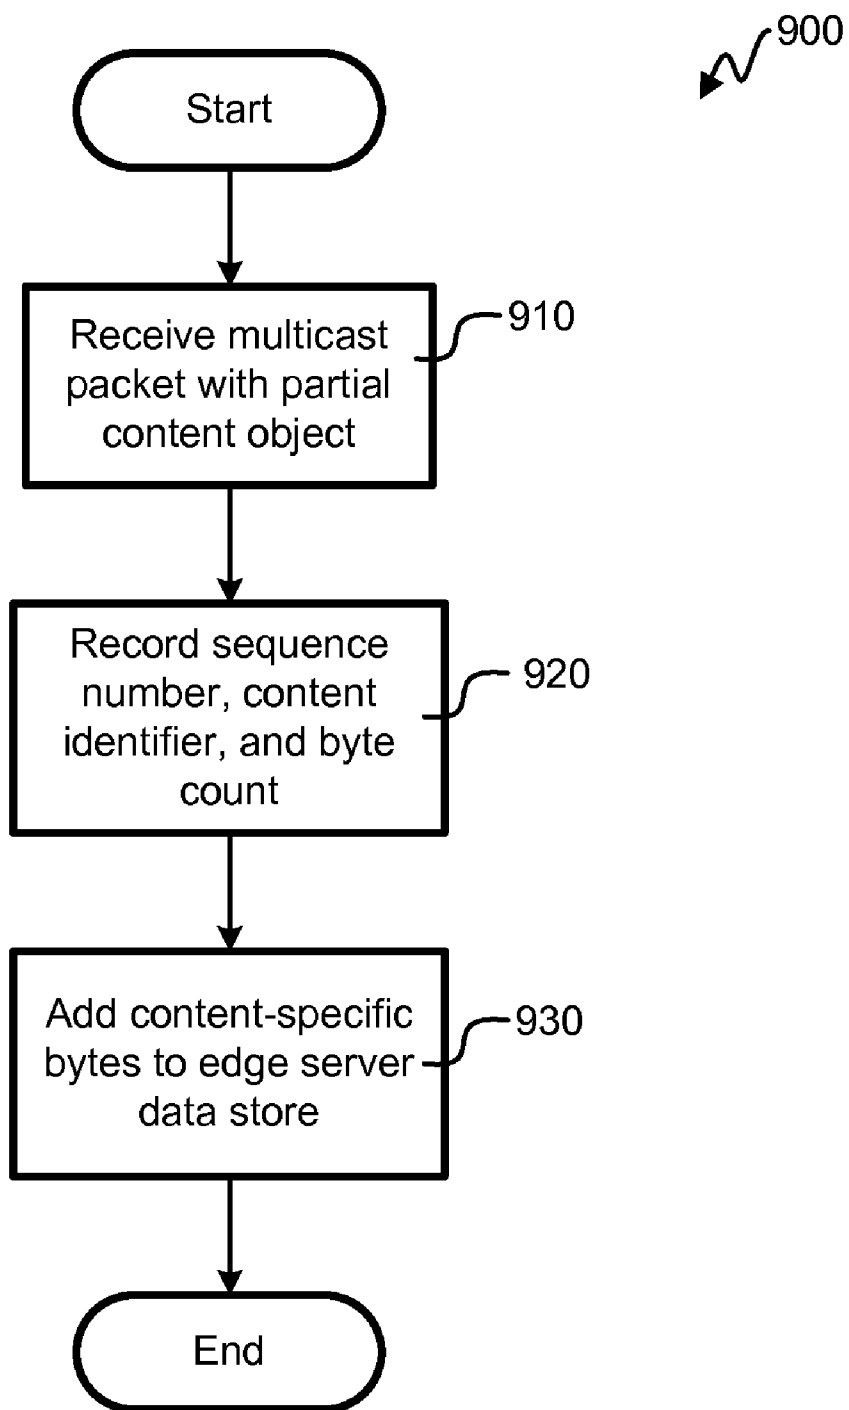 900
Start
Receive multicast
packet with partial
content object
910
Record sequence
number, content
identifier, and byte
count
920
Add content-specific
bytes to edge server
data store
930
End